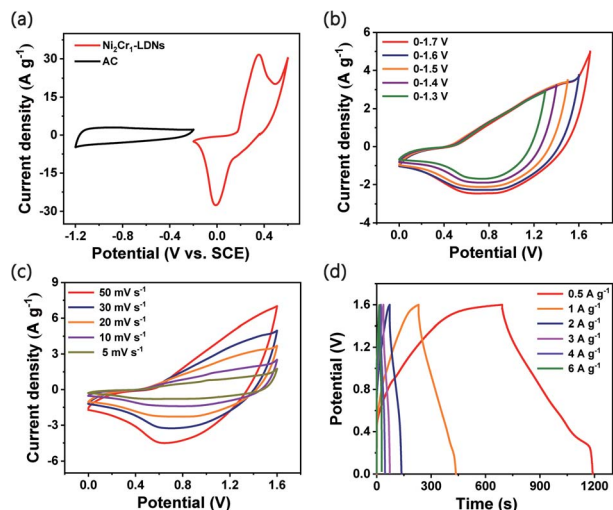 (a)
Ni₂Cr₁-LDNs
AC
45
30
15
0
-15
-30
-1.2 -0.8 -0.4 0.0 0.4
Current density (A g⁻¹)
Potential (V vs. SCE)
(b)
0-1.7 V
0-1.6 V
0-1.5 V
0-1.4 V
0-1.3 V
6
4
2
0
-2
-4
0.0 0.4 0.8 1.2 1.6
Current density (A g⁻¹)
Potential (V)
(c)
50 mV s⁻¹
30 mV s⁻¹
20 mV s⁻¹
10 mV s⁻¹
5 mV s⁻¹
9
6
3
0
-3
-6
0.0 0.4 0.8 1.2 1.6
Current density (A g⁻¹)
Potential (V)
(d)
0.5 A g⁻¹
1 A g⁻¹
2 A g⁻¹
3 A g⁻¹
4 A g⁻¹
6 A g⁻¹
2.0
1.6
1.2
0.8
0.4
0.0
0 300 600 900 1200
Potential (V)
Time (s)